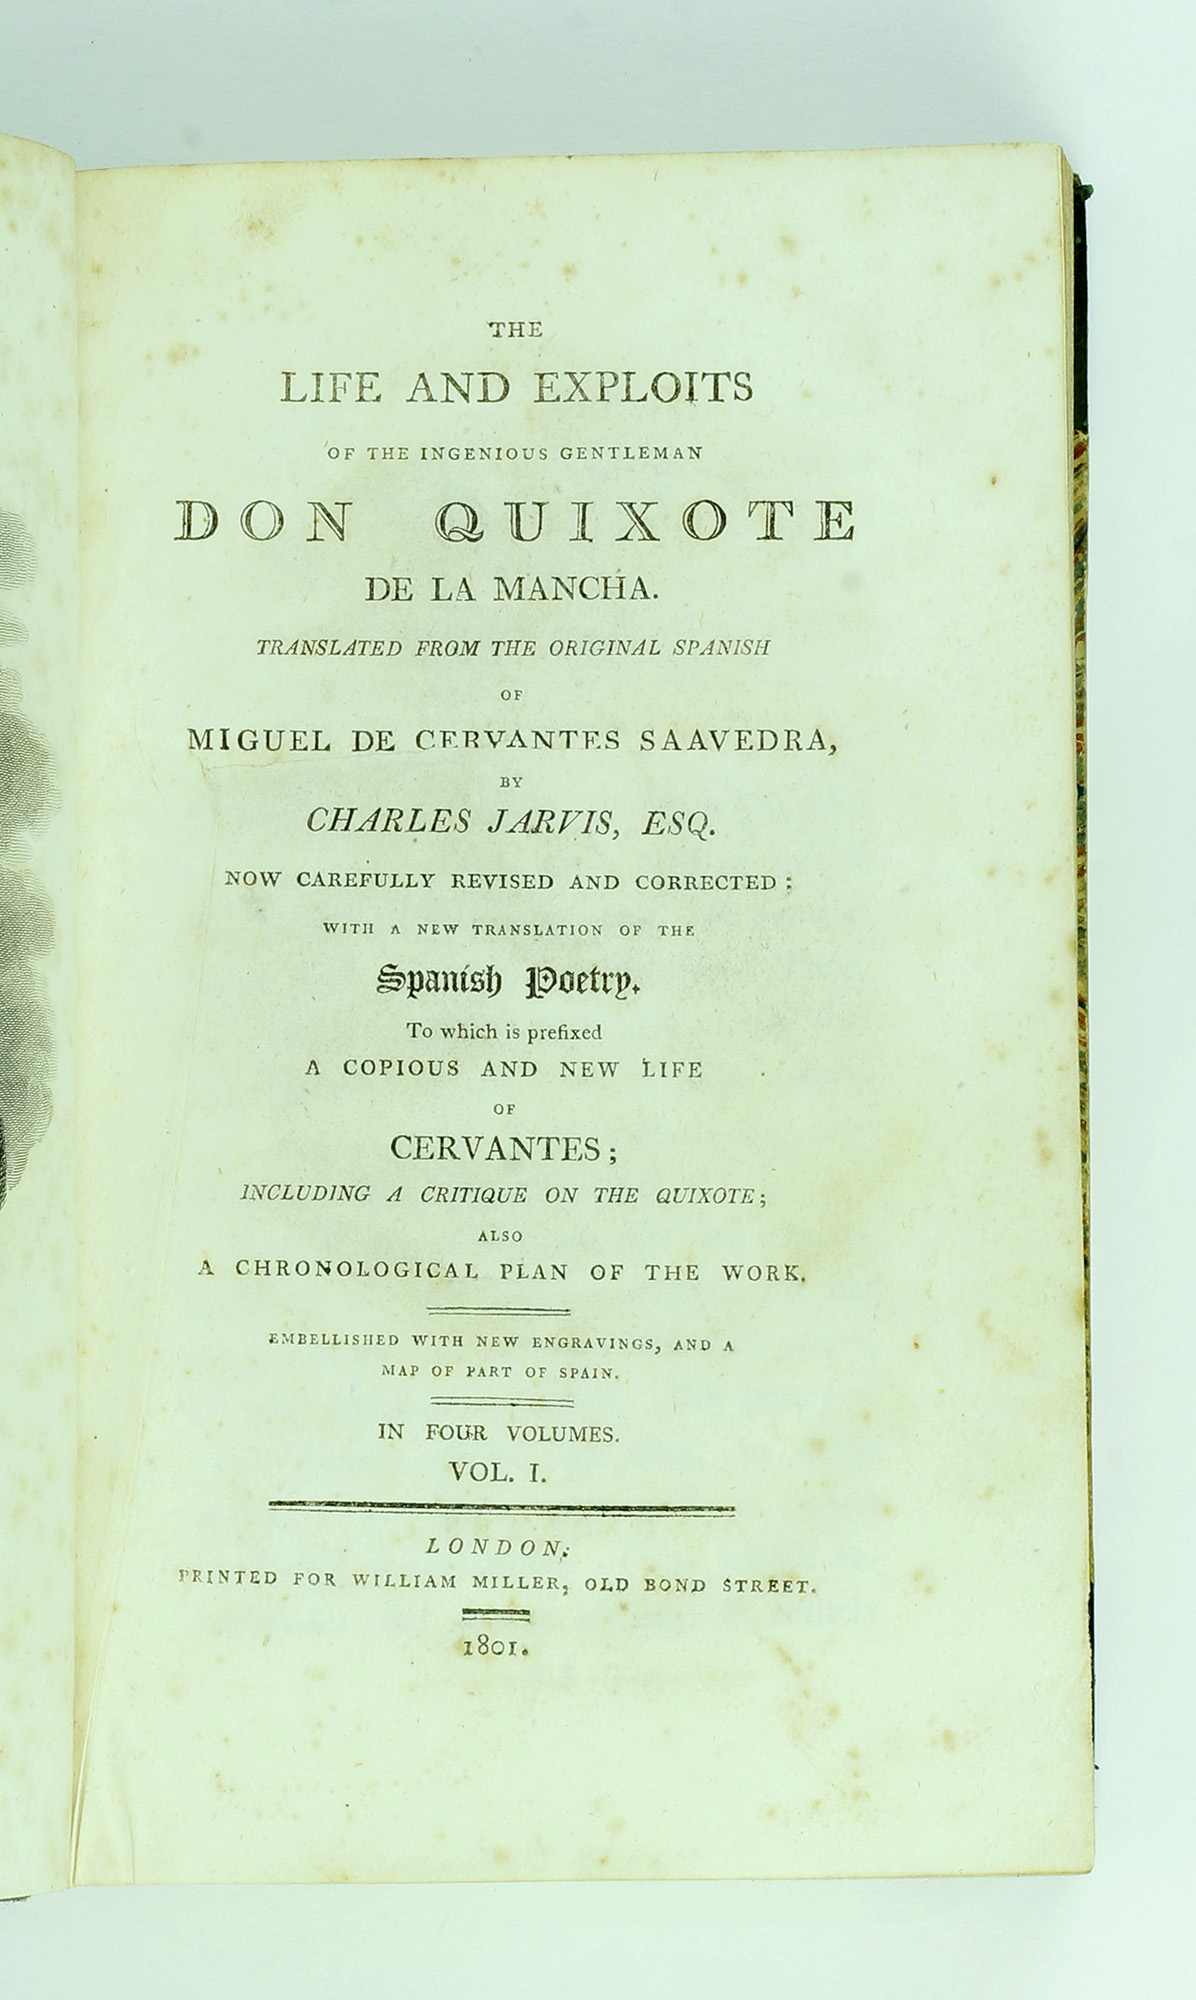 THE
LIFE AND EXPLOITS
OF THE INGENIOUS GENTLEMAN
DON QUIXOTE
DE LA MANCHA.
TRANSLATED FROM THE ORIGINAL SPANISH
OF
MIGUEL DE CERVANTES SAAVEDRA,
BY
CHARLES JARVIS, ESQ.
NOW CAREFULLY REVISED AND CORRECTED:
WITH A NEW TRANSLATION OF THE
Spanish Poetry.
To which is prefixed
A COPIOUS AND NEW LIFE
OF
CERVANTES;
INCLUDING A CRITIQUE ON THE QUIXOTE;
ALSO
A CHRONOLOGICAL PLAN OF THE WORK.
EMBELLISHED WITH NEW ENGRAVINGS, AND A
MAP OF PART OF SPAIN.
IN FOUR VOLUMES.
VOL. I.
LONDON:
PRINTED FOR WILLIAM MILLER, OLD BOND STREET.
1801.